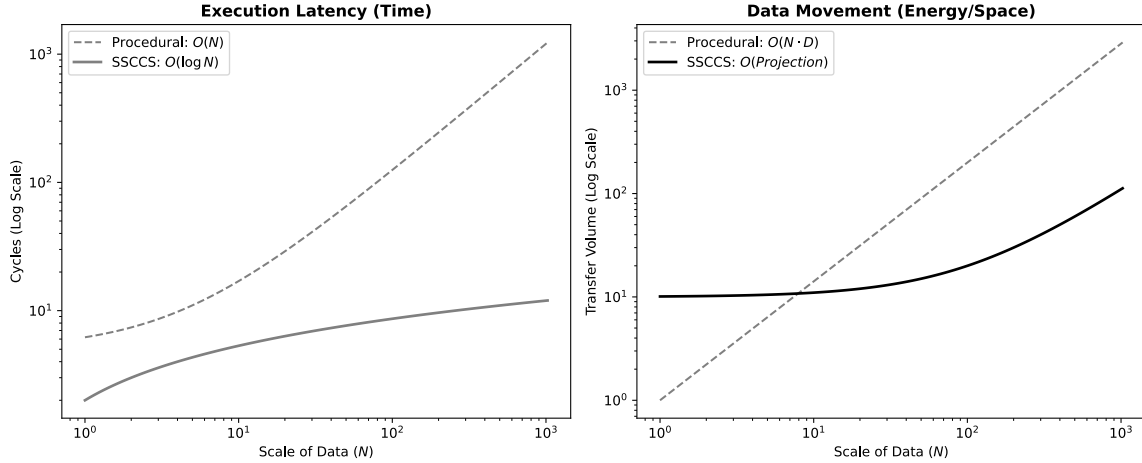 Execution Latency (Time)
Procedural: O(N)
SSCCS: O(log N)
Cycles (Log Scale)
10³
10²
10¹
10⁰
10¹
10²
10³
Scale of Data (N)
Data Movement (Energy/Space)
Procedural: O(N · D)
SSCCS: O(Projection)
Transfer Volume (Log Scale)
10³
10²
10¹
10⁰
10⁰
10¹
10²
10³
Scale of Data (N)